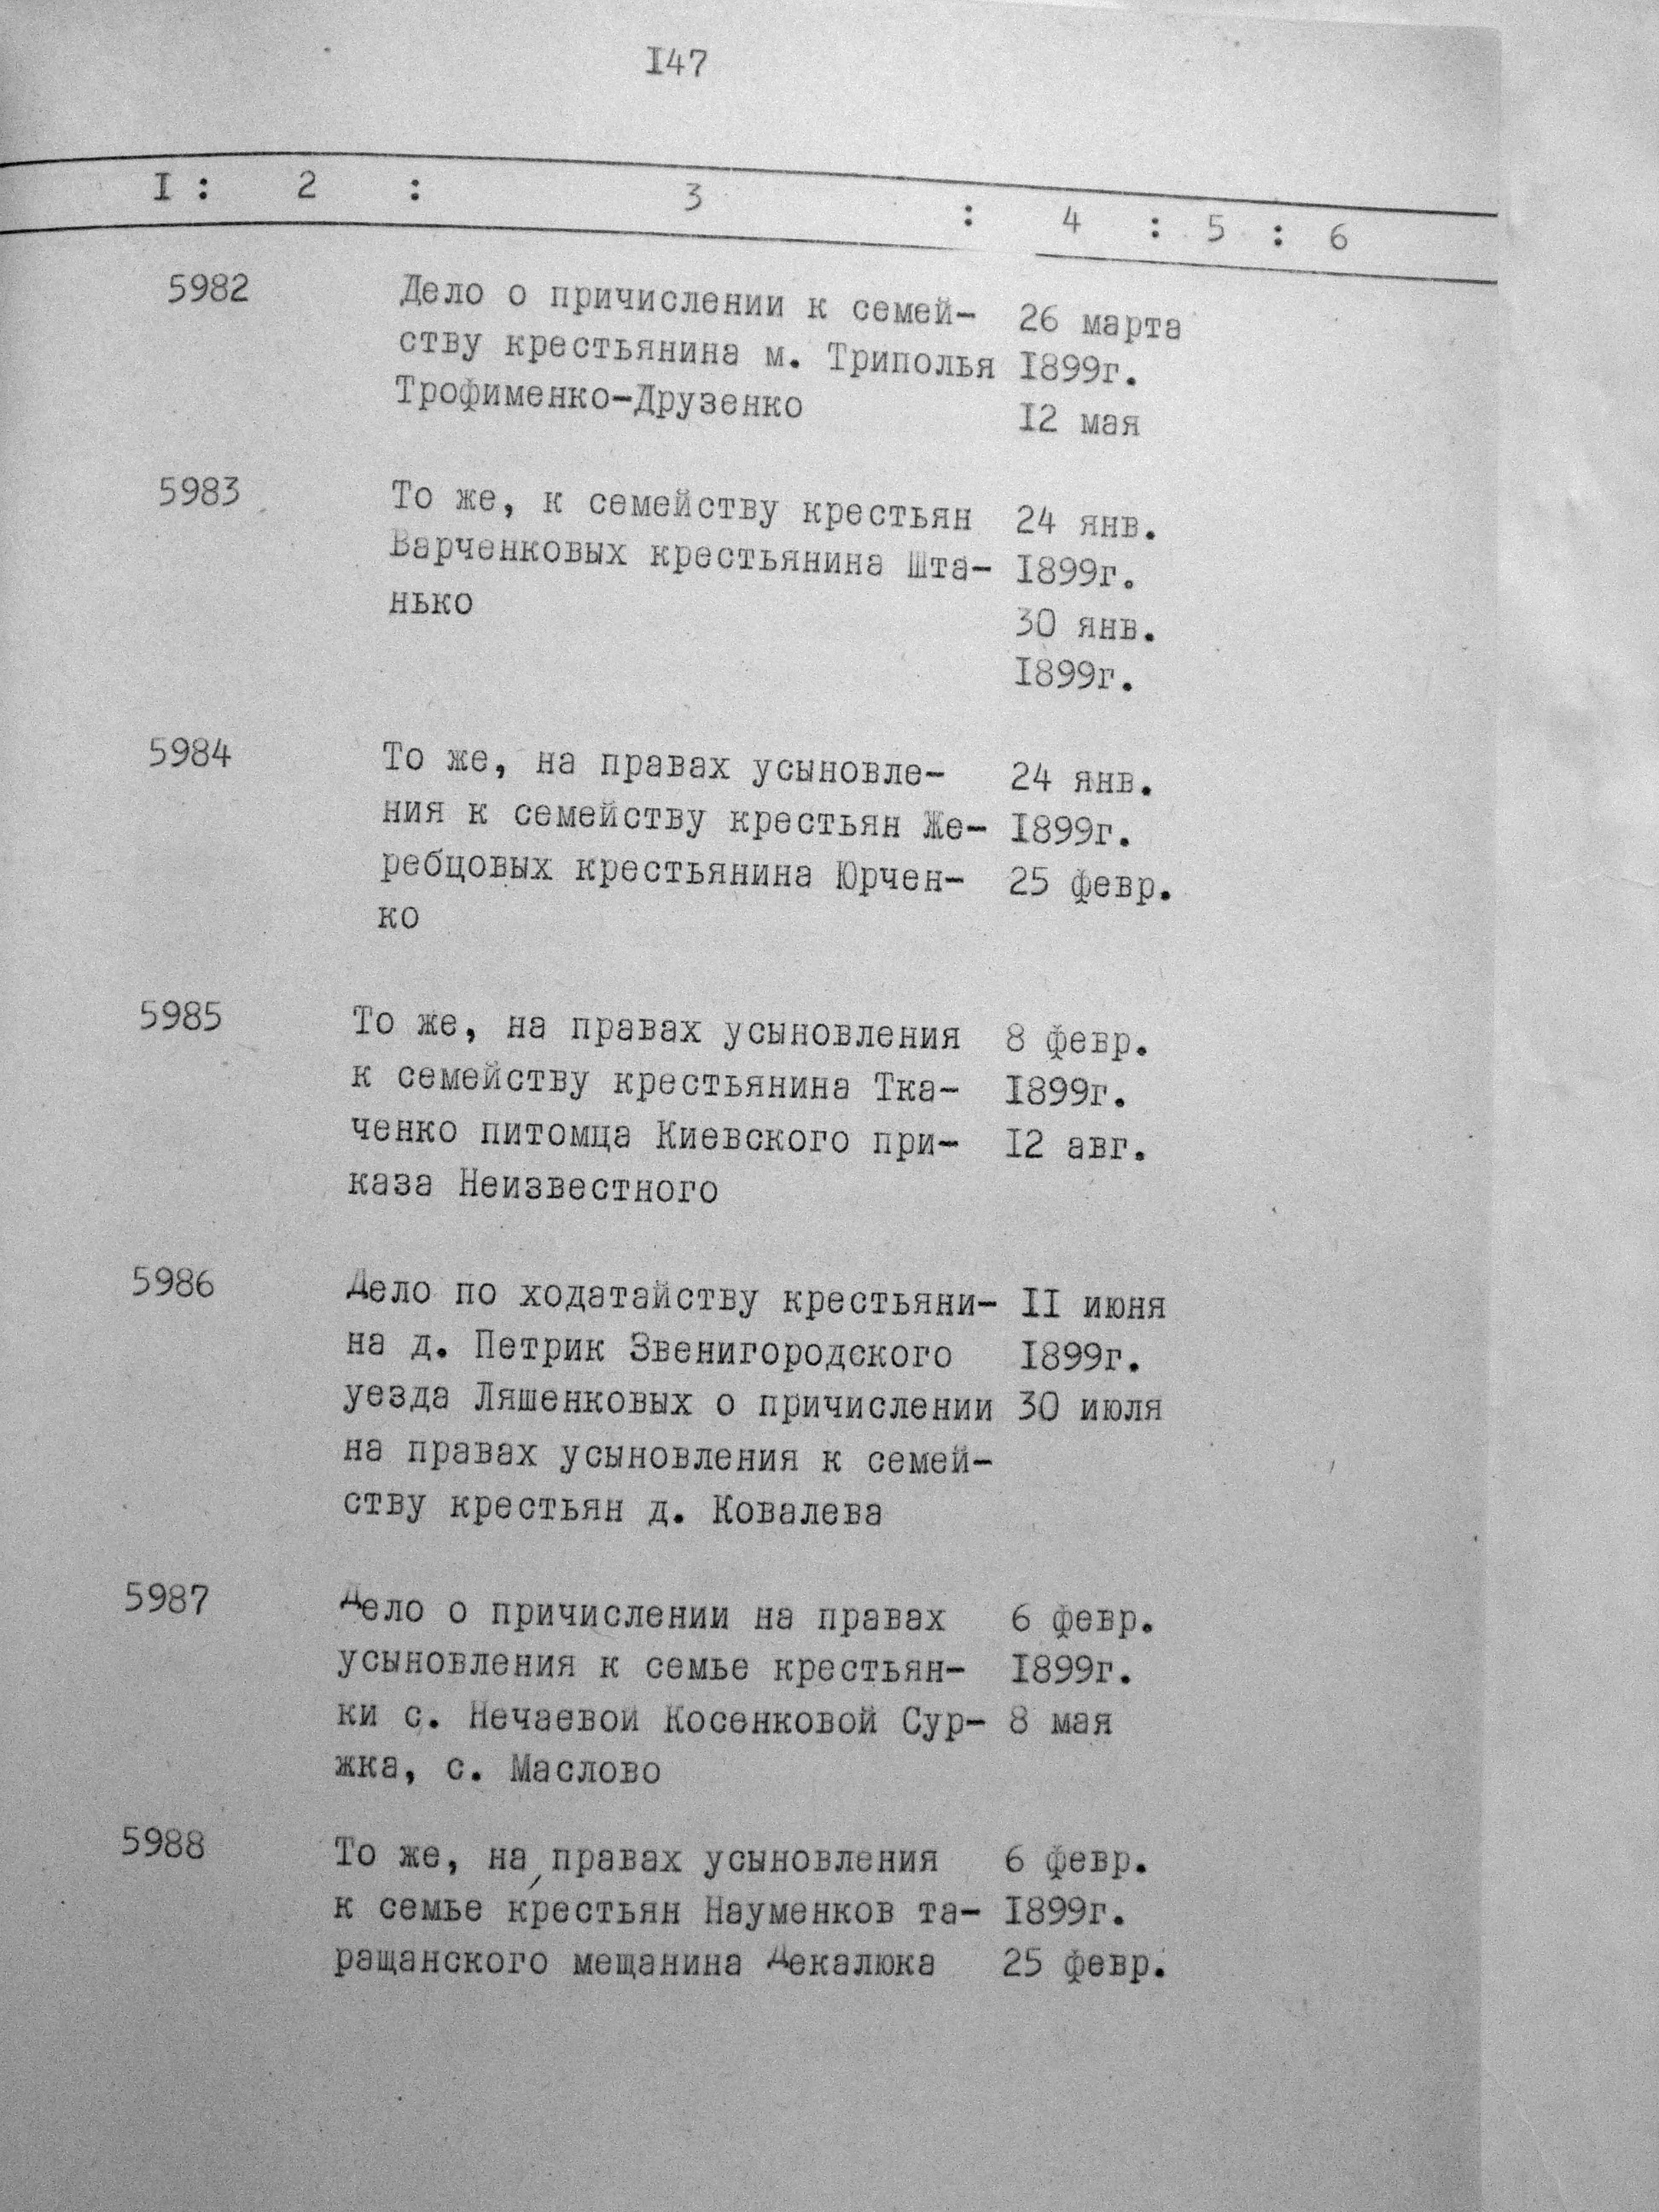 I47
I : 2 : 3 : 4 : 5 : 6
5982 Дело о причислении к семей- 26 марта
ству крестьянина м. Триполья I899г.
Трофименко-Друзенко I2 мая
5983 То же, к семейству крестьян 24 янв.
Варченковых крестьянина Шта- I899г.
нько 30 янв.
I899г.
5984 То же, на правах усыновле- 24 янв.
ния к семейству крестьян Же- I899г.
ребцовых крестьянина Юрчен- 25 февр.
ко
5985 То же, на правах усыновления 8 февр.
к семейству крестьянина Тка- I899г.
ченко питомца Киевского при- I2 авг.
каза Неизвестного
5986 Дело по ходатайству крестьяни- II июня
на д. Петрик Звенигородского I899г.
уезда Ляшенковых о причислении 30 июля
на правах усыновления к семей-
ству крестьян д. Ковалева
5987 Дело о причислении на правах 6 февр.
усыновления к семье крестьян- I899г.
ки с. Нечаевой Косенковой Сур- 8 мая
жка, с. Маслово
5988 То же, на правах усыновления 6 февр.
к семье крестьян Науменков та- I899г.
ращанского мещанина Декалюка 25 февр.